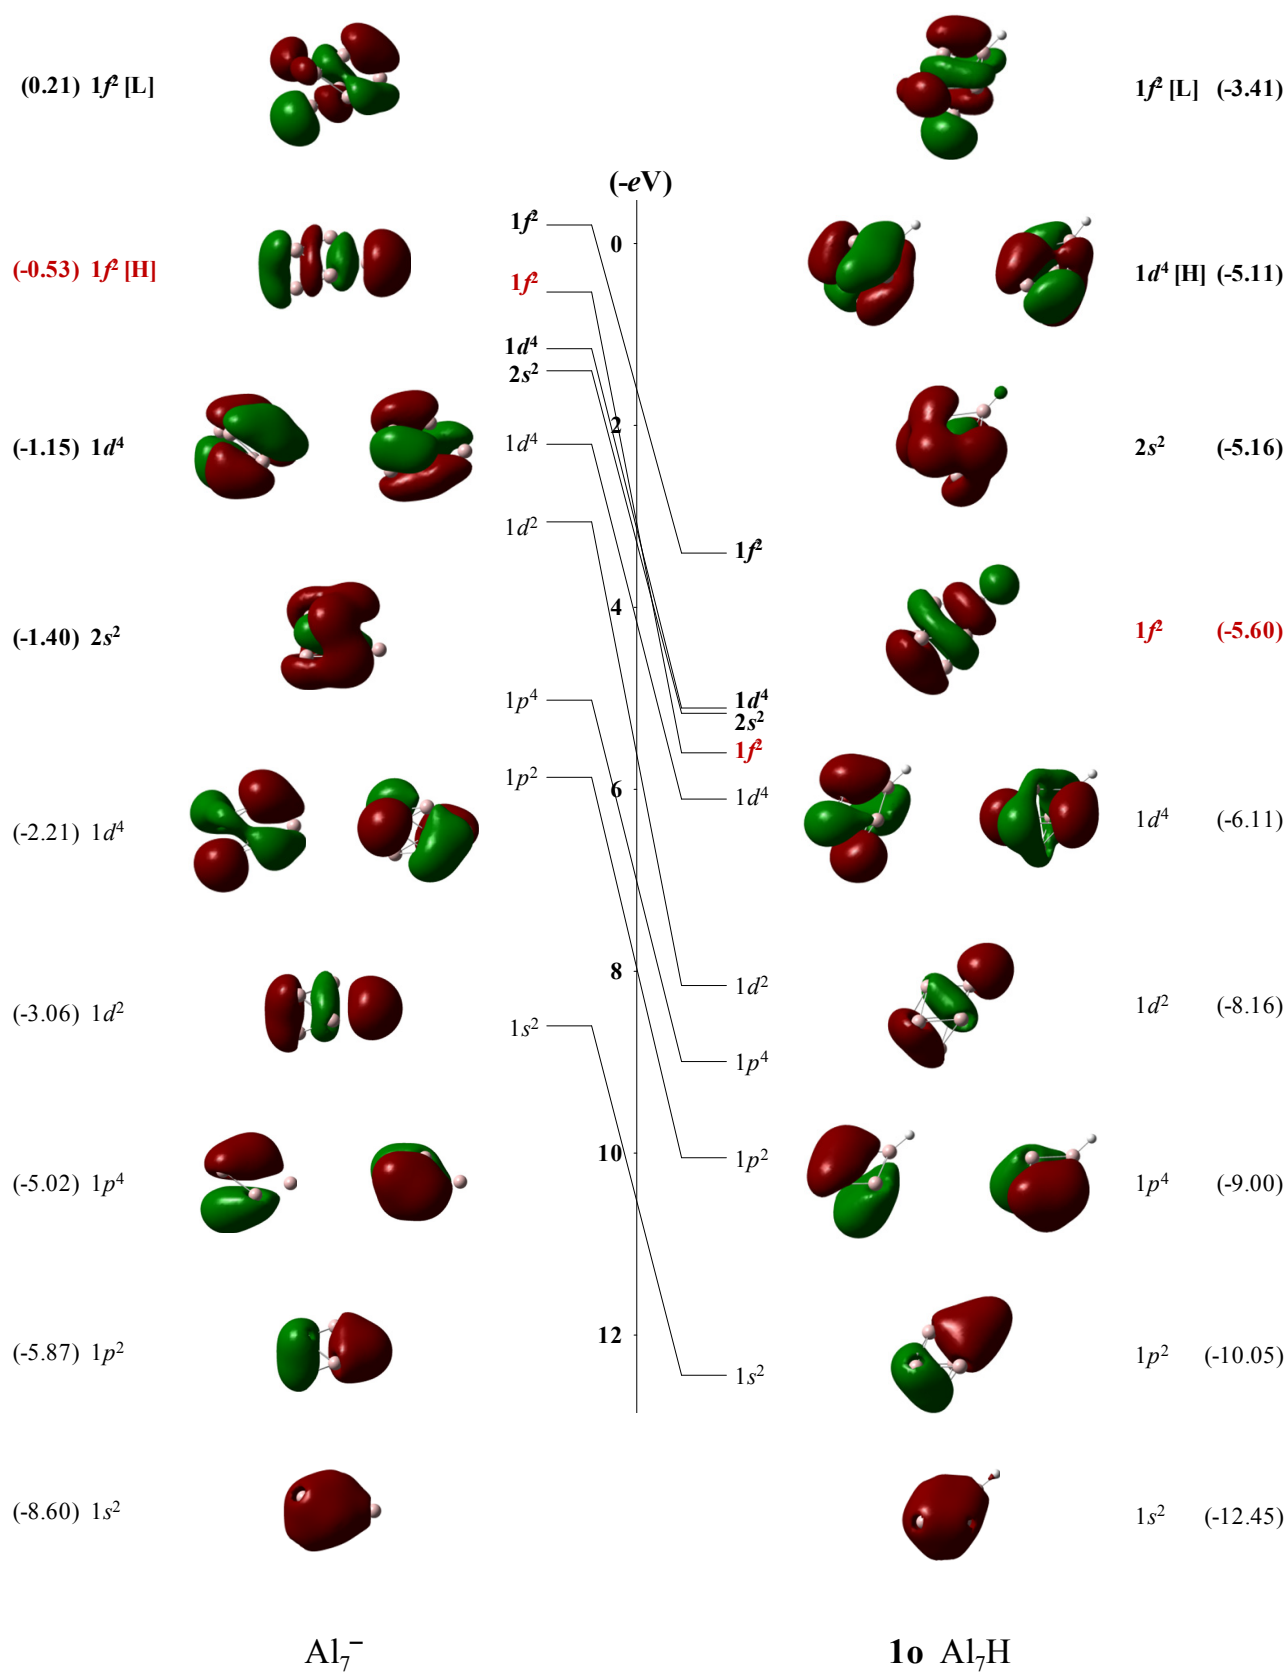 (0.21) 1f² [L]
1f² [L] (-3.41)
(-eV)
1f²
0
(-0.53) 1f² [H]
1f²
1d⁴ [H] (-5.11)
1d⁴
2s²
2
(-1.15) 1d⁴
1d⁴
2s² (-5.16)
1d²
1f²
4
(-1.40) 2s²
1f² (-5.60)
1p⁴
1d⁴
2s²
1f²
1p²
6
1d⁴
(-2.21) 1d⁴
1d⁴ (-6.11)
8
1d²
(-3.06) 1d²
1d² (-8.16)
1s²
1p⁴
10
1p²
(-5.02) 1p⁴
1p⁴ (-9.00)
12
(-5.87) 1p²
1p² (-10.05)
1s²
(-8.60) 1s²
1s² (-12.45)
Al₇⁻
1o Al₇H